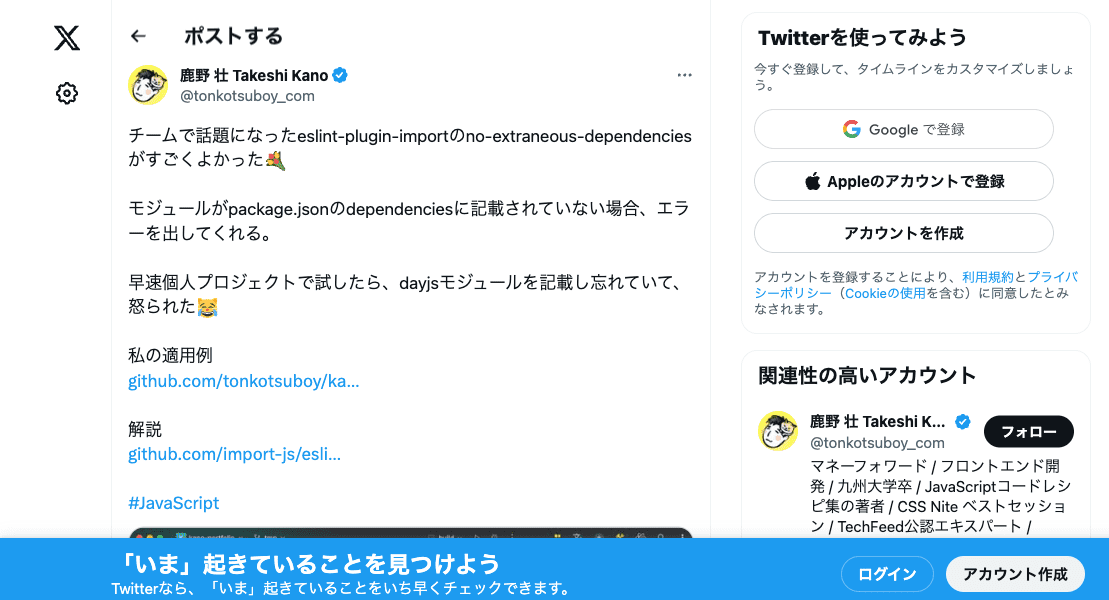 ポストする
鹿野 壮 Takeshi Kano
@tonkotsuboy_com
チームで話題になったeslint-plugin-importのno-extraneous-dependencies
がすごくよかった🎉
モジュールがpackage.jsonのdependenciesに記載されていない場合、エラ
ーを出してくれる。
早速個人プロジェクトで試したら、dayjsモジュールを記載し忘れていて、
怒られた😹
私の適用例
github.com/tonkotsuboy/ka...
解説
github.com/import-js/esli...
#JavaScript
Twitterを使ってみよう
今すぐ登録して、タイムラインをカスタマイズしましょ
う。
Google で登録
Appleのアカウントで登録
アカウントを作成
アカウントを登録することにより、利用規約とプライバ
シーポリシー（Cookieの使用を含む）に同意したとみ
なされます。
関連性の高いアカウント
鹿野 壮 Takeshi K...
@tonkotsuboy_com
フォロー
マネーフォワード / フロントエンド開
発 / 九州大学卒 / JavaScriptコードレシ
ピ集の著者 / CSS Nite ベストセッショ
ン / TechFeed公認エキスパート /
「いま」起きていることを見つけよう
Twitterなら、「いま」起きていることをいち早くチェックできます。
ログイン
アカウント作成